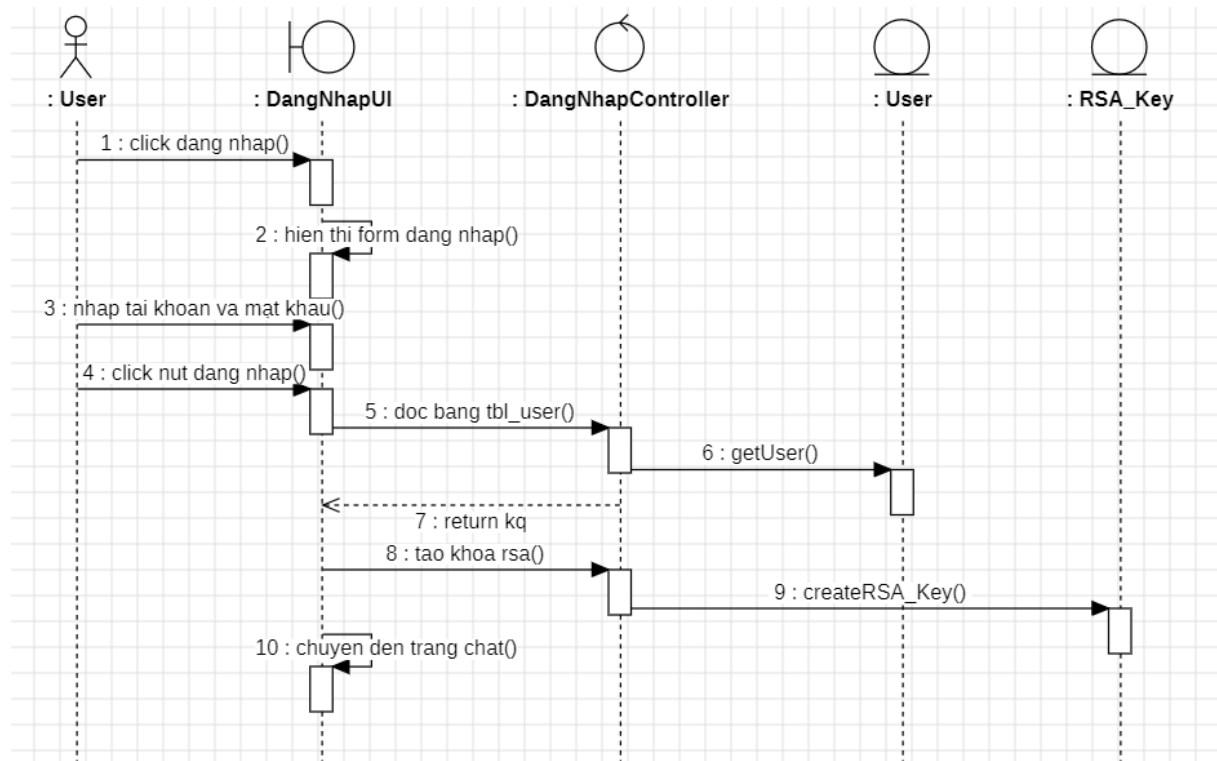 : User
: DangNhapUI
: DangNhapController
: User
: RSA_Key
1 : click dang nhap()
2 : hien thi form dang nhap()
3 : nhap tai khoan va mạt khau()
4 : click nut dang nhap()
5 : doc bang tbl_user()
6 : getUser()
7 : return kq
8 : tao khoa rsa()
9 : createRSA_Key()
10 : chuyen den trang chat()